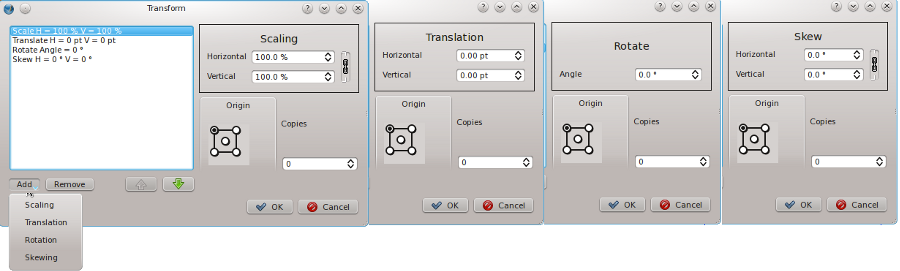 Transform
Scale H = 100 % V = 100 %
Translate H = 0 pt V = 0 pt
Rotate Angle = 0 °
Skew H = 0 ° V = 0 °
Add
Remove
Scaling
Translation
Rotation
Skewing
Scaling
Horizontal 100.0 %
Vertical 100.0 %
Origin
Copies
0
OK
Cancel
Translation
Horizontal 0.00 pt
Vertical 0.00 pt
Origin
Copies
0
OK
Cancel
Rotate
Angle 0.0 °
Origin
Copies
0
OK
Cancel
Skew
Horizontal 0.0 °
Vertical 0.0 °
Origin
Copies
0
OK
Cancel